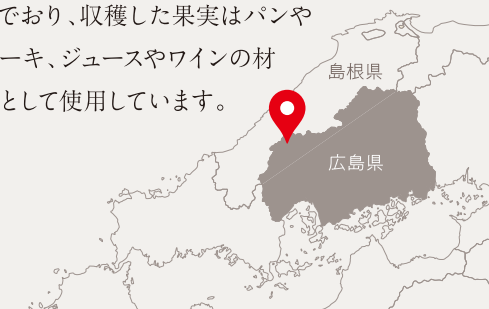 でおり、収穫した果実はパンや
ーキ、ジュースやワインの材
として使用しています。
島根県
広島県